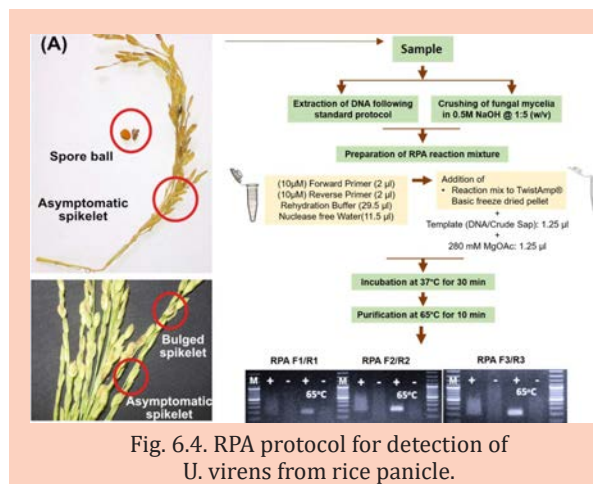 (A)
Spore ball
Asymptomatic
spikelet
Bulged
spikelet
Asymptomatic
spikelet
Sample
Extraction of DNA following
standard protocol
Crushing of fungal mycelia
in 0.5M NaOH @ 1:5 (w/v)
Preparation of RPA reaction mixture
(10µM) Forward Primer (2 µl)
(10µM) Reverse Primer (2 µl)
Rehydration Buffer (29.5 µl)
Nuclease free Water(11.5 µl)
Addition of
• Reaction mix to TwistAmp®
Basic freeze dried pellet
+
Template (DNA/Crude Sap): 1.25 µl
+
280 mM MgOAc: 1.25 µl
Incubation at 37°C for 30 min
Purification at 65°C for 10 min
RPA F1/R1
RPA F2/R2
RPA F3/R3
M + - + -
65°C
M + - + -
65°C
M + - + -
65°C
Fig. 6.4. RPA protocol for detection of
U. virens from rice panicle.